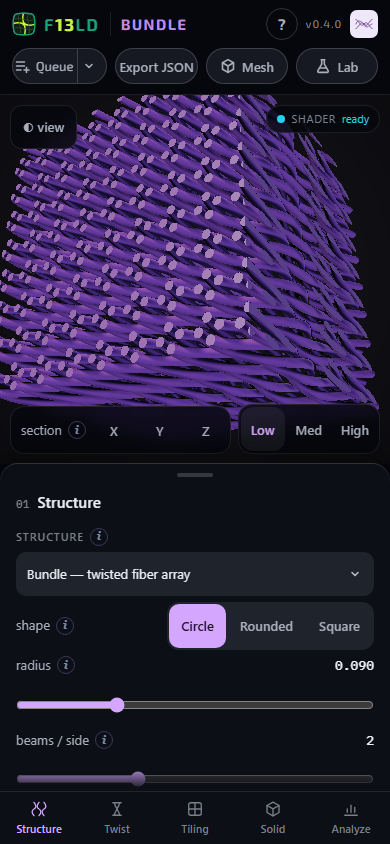 F13LD BUNDLE ? v0.4.0
Queue Export JSON Mesh Lab
view SHADER ready
section i X Y Z Low Med High
01 Structure
STRUCTURE i
Bundle — twisted fiber array
shape i Circle Rounded Square
radius i 0.090
beams / side i 2
Structure Twist Tiling Solid Analyze